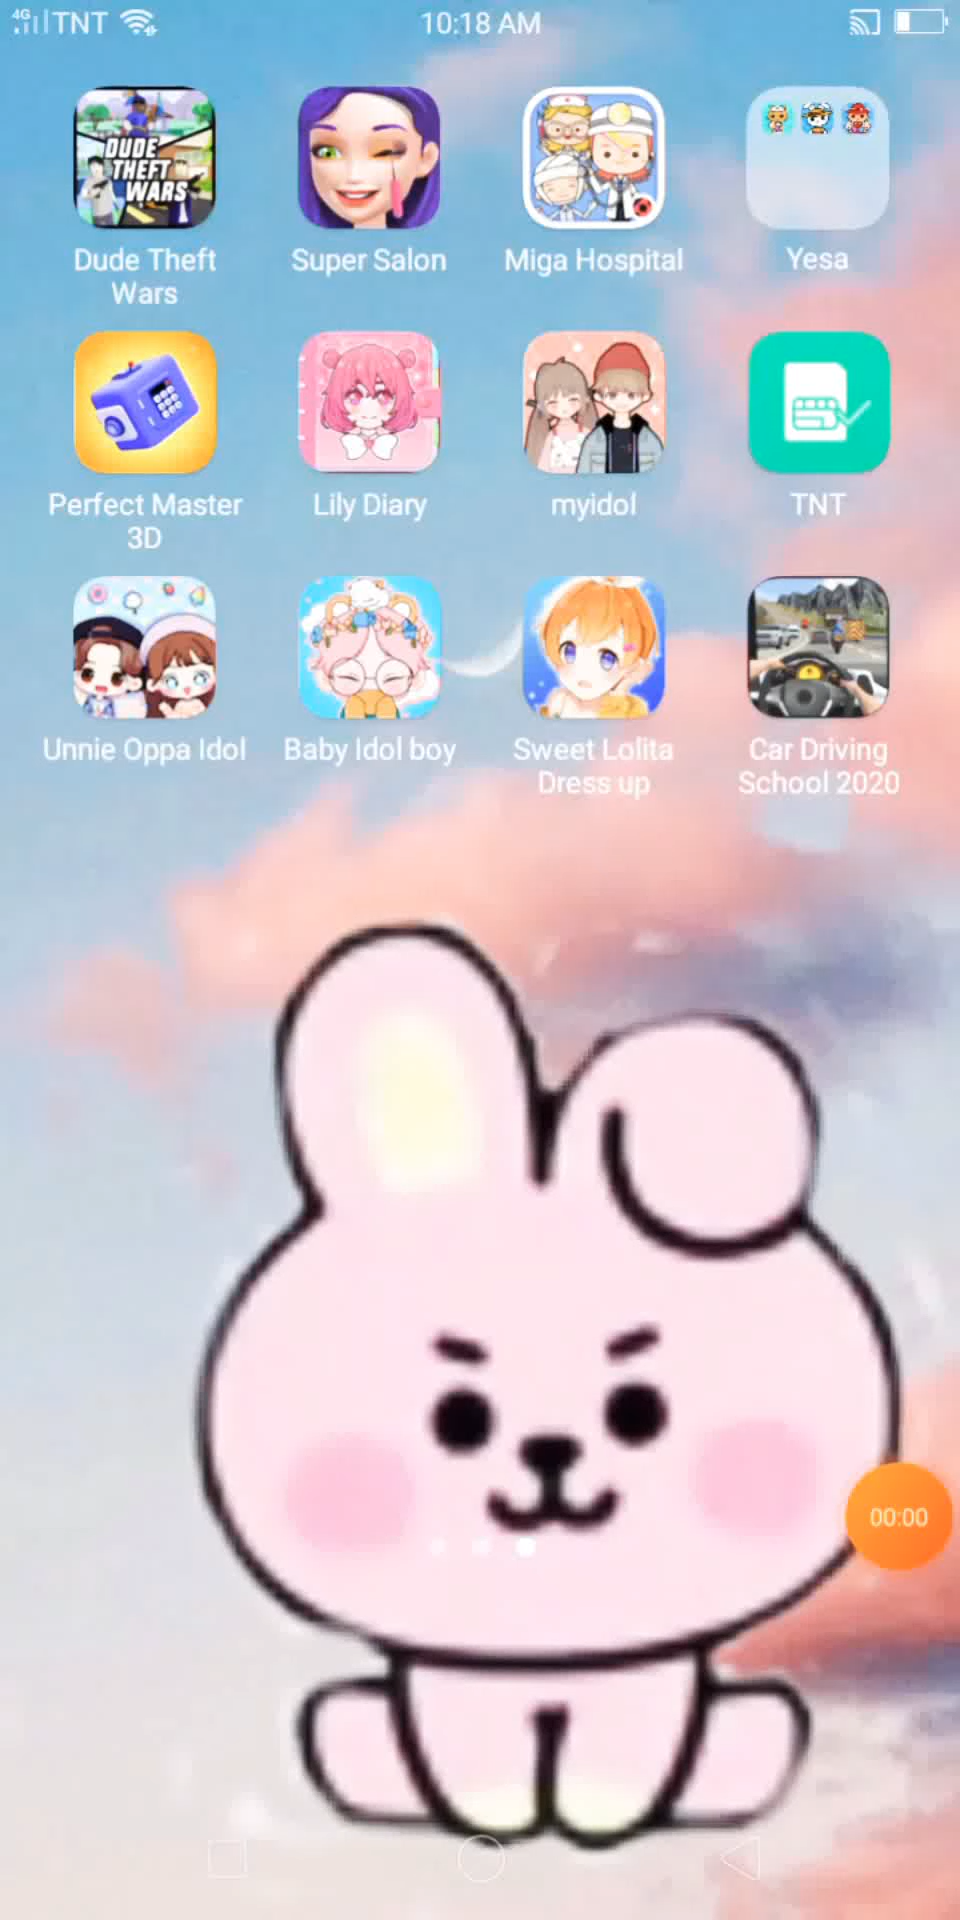 4G TNT 10:18 AM
DUDE
THEFT
WARS
Dude Theft
Wars
Super Salon
Miga Hospital
Yesa
Perfect Master
3D
Lily Diary
myidol
TNT
Unnie Oppa Idol
Baby Idol boy
Sweet Lolita
Dress up
Car Driving
School 2020
00:00